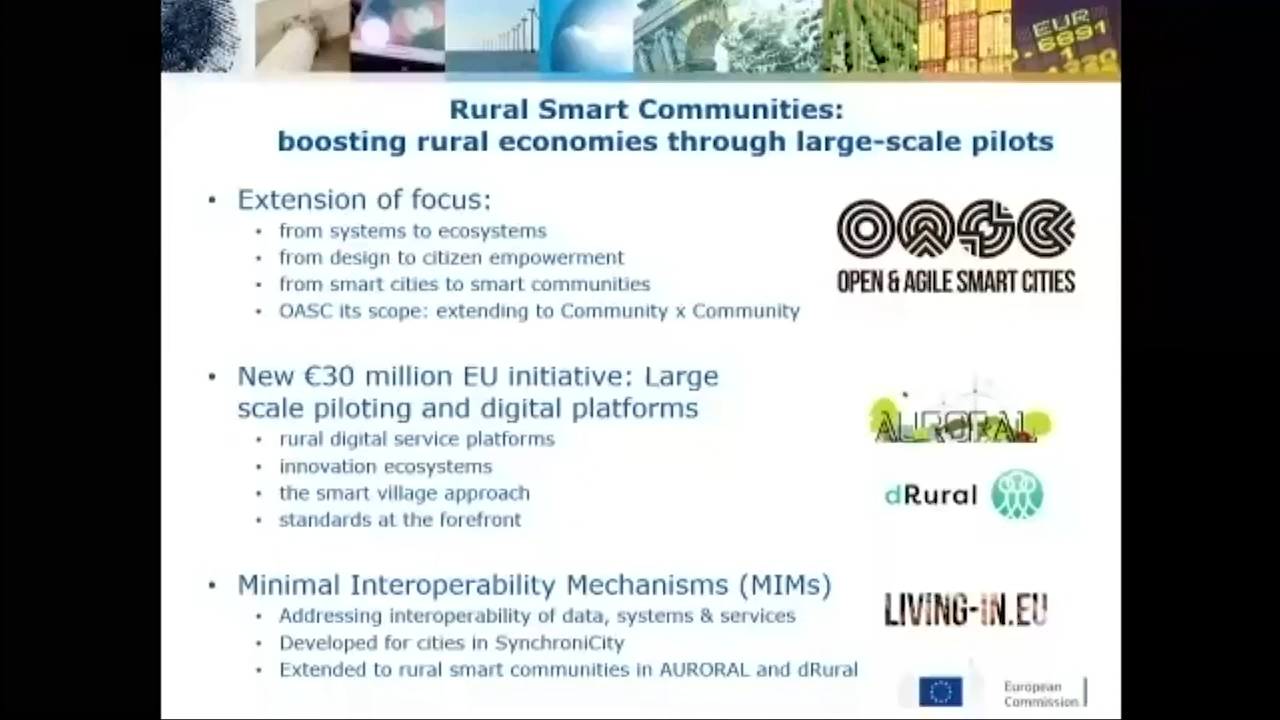 EUR
6891
Rural Smart Communities:
boosting rural economies through large-scale pilots
• Extension of focus:
• from systems to ecosystems
• from design to citizen empowerment
• from smart cities to smart communities
• OASC its scope: extending to Community x Community
OASC
OPEN & AGILE SMART CITIES
• New €30 million EU initiative: Large
scale piloting and digital platforms
• rural digital service platforms
• innovation ecosystems
• the smart village approach
• standards at the forefront
AURORAL
dRural
• Minimal Interoperability Mechanisms (MIMs)
• Addressing interoperability of data, systems & services
• Developed for cities in SynchroniCity
• Extended to rural smart communities in AURORAL and dRural
LIVING-IN.EU
European
Commission